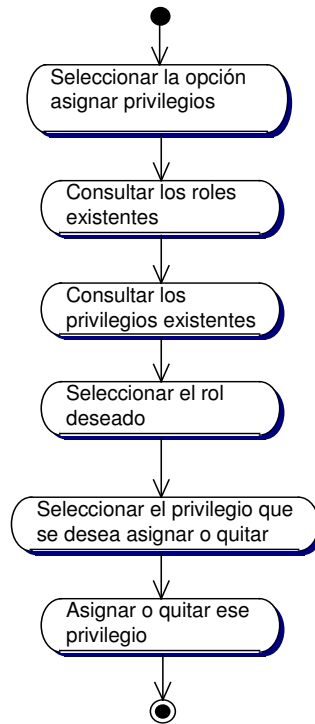 Seleccionar la opción
asignar privilegios
Consultar los roles
existentes
Consultar los
privilegios existentes
Seleccionar el rol
deseado
Seleccionar el privilegio que
se desea asignar o quitar
Asignar o quitar ese
privilegio